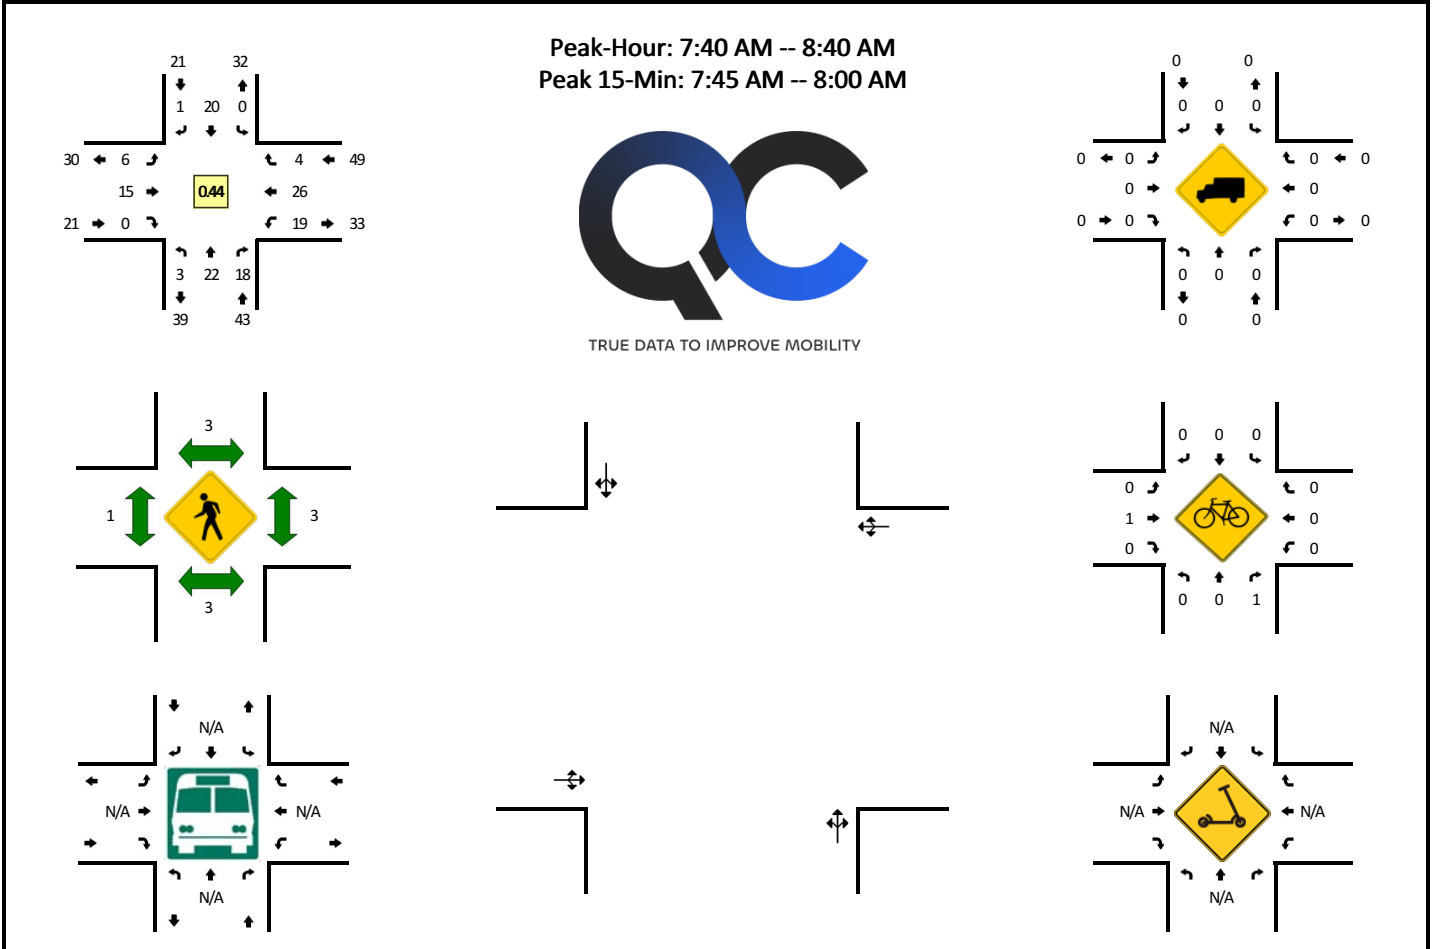 Peak-Hour: 7:40 AM -- 8:40 AM
Peak 15-Min: 7:45 AM -- 8:00 AM
21 32
1 20 0
30 6 4 49
15 0.44 26
21 0 19 33
3 22 18
39 43
TRUE DATA TO IMPROVE MOBILITY
0 0
0 0 0
0 0 0 0
0 0
0 0 0 0
0 0 0
0 0
3
1 3
3
0 0 0
0 0
1 0
0 0
0 0 1
N/A
N/A N/A
N/A
N/A
N/A N/A
N/A